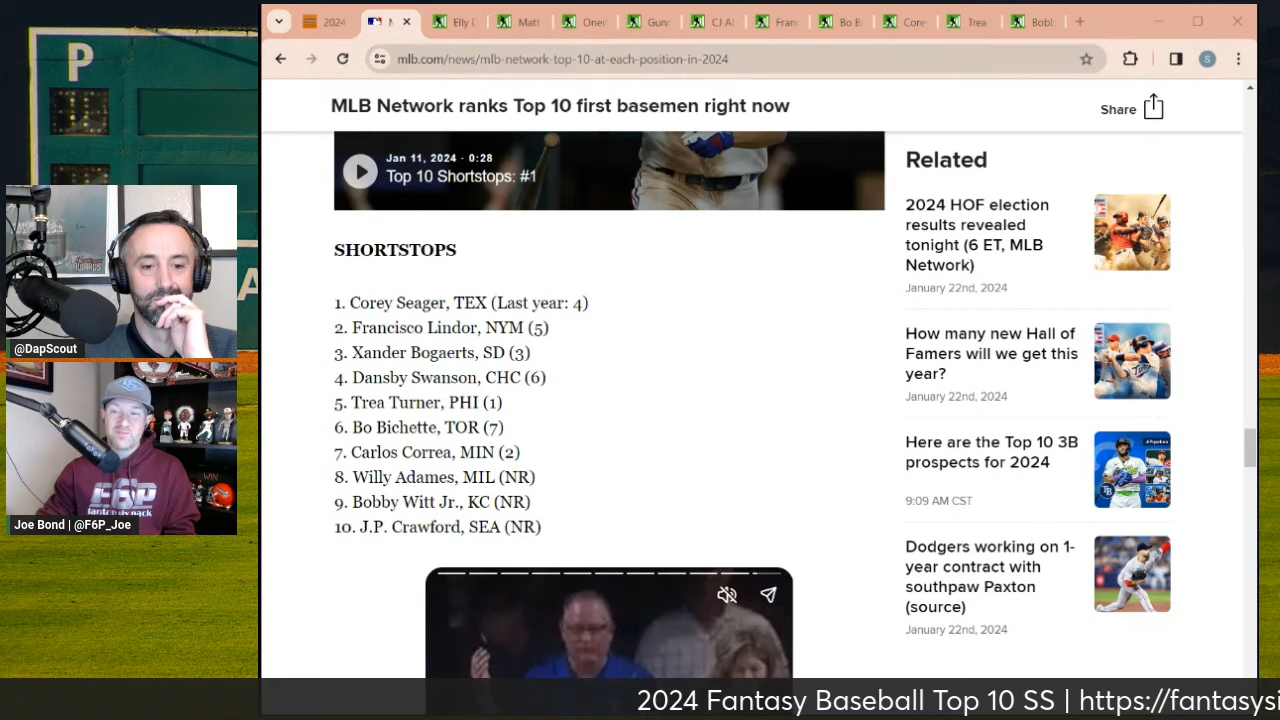 2024
M
Elly D
Matt
Oneil
Gunn
CJ Al
Franc
Bo Bi
Core
Trea
Bobb
mlb.com/news/mlb-network-top-10-at-each-position-in-2024
S
MLB Network ranks Top 10 first basemen right now
Share
P
Jan 11, 2024 · 0:28
Top 10 Shortstops: #1
SHORTSTOPS
1. Corey Seager, TEX (Last year: 4)
2. Francisco Lindor, NYM (5)
3. Xander Bogaerts, SD (3)
4. Dansby Swanson, CHC (6)
5. Trea Turner, PHI (1)
6. Bo Bichette, TOR (7)
7. Carlos Correa, MIN (2)
8. Willy Adames, MIL (NR)
9. Bobby Witt Jr., KC (NR)
10. J.P. Crawford, SEA (NR)
Related
2024 HOF election
results revealed
tonight (6 ET, MLB
Network)
January 22nd, 2024
How many new Hall of
Famers will we get this
year?
January 22nd, 2024
Here are the Top 10 3B
prospects for 2024
9:09 AM CST
Dodgers working on 1-
year contract with
southpaw Paxton
(source)
January 22nd, 2024
A
@DapScout
F6P
Joe Bond | @F6P_Joe
2024 Fantasy Baseball Top 10 SS | https://fantasysi